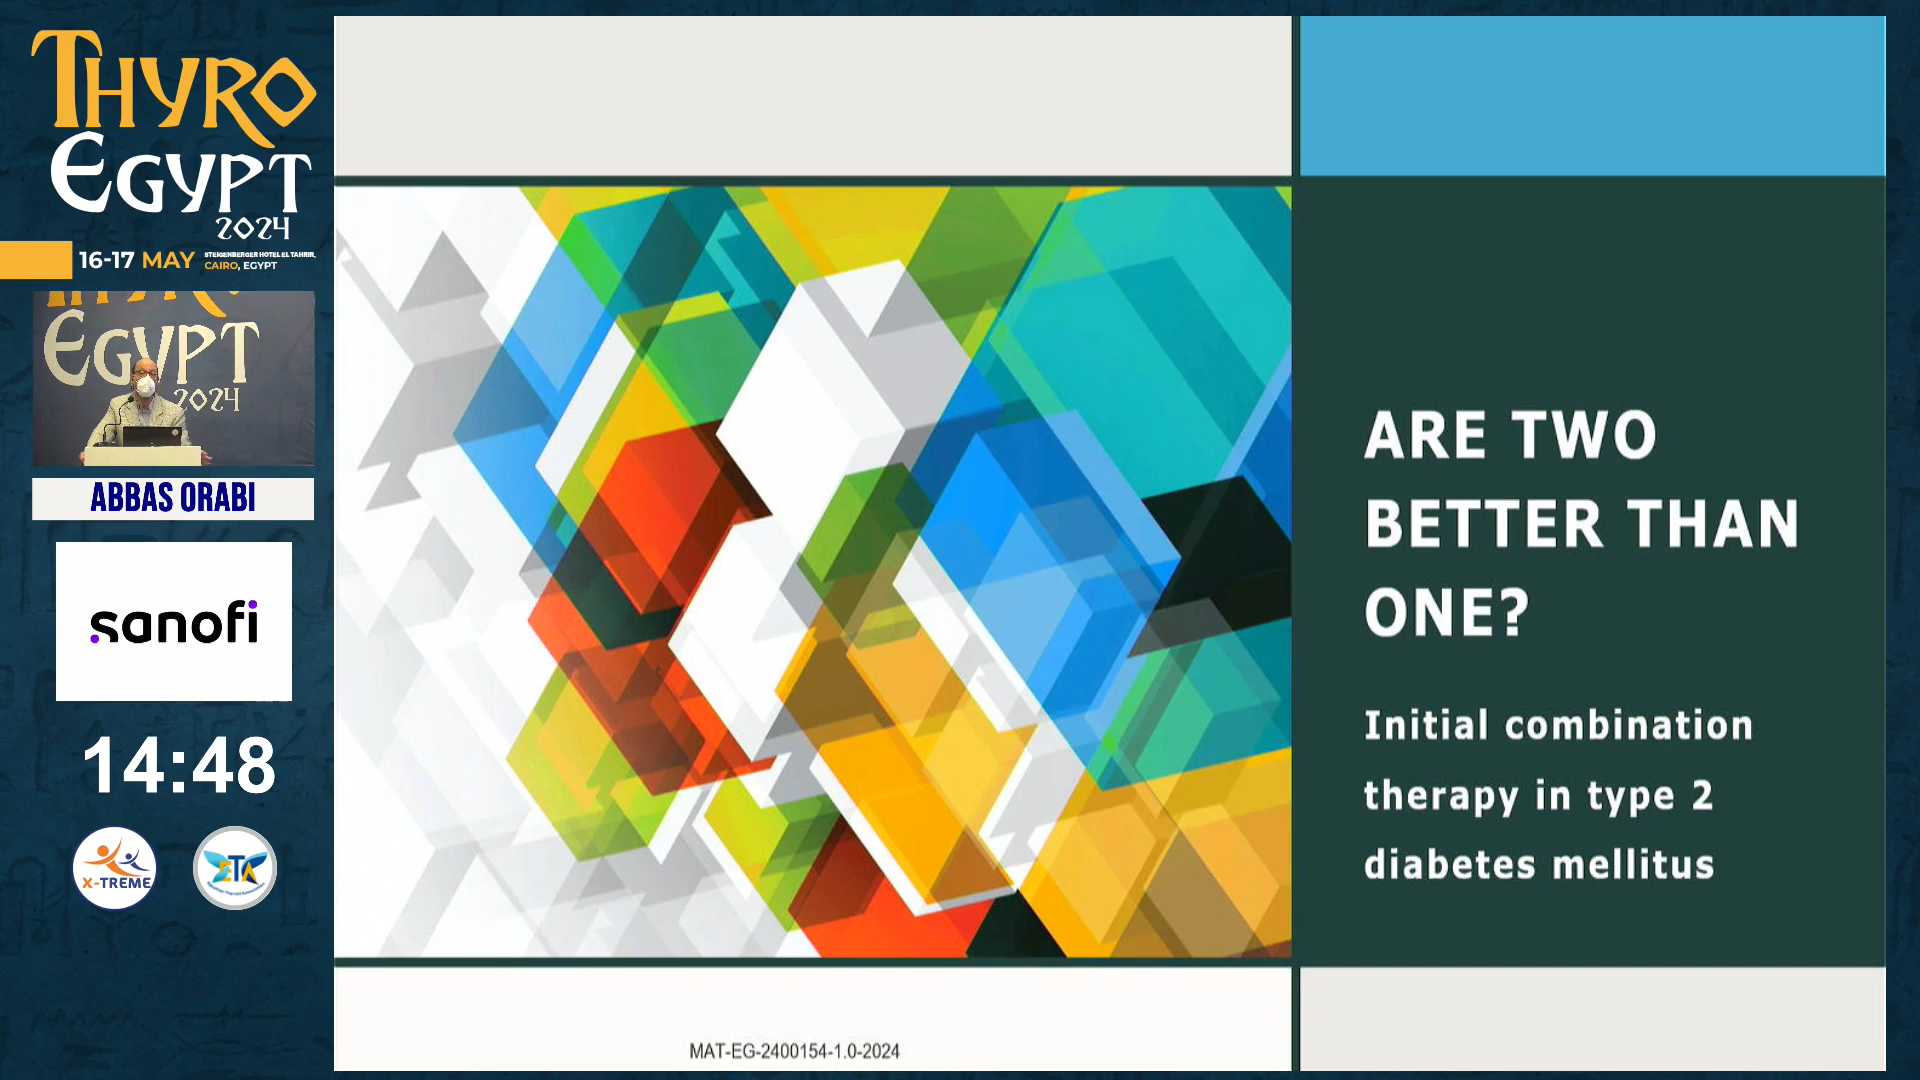 THYRO
EGYPT
2024
16-17 MAY
STEIGENBERGER HOTEL EL TAHRIR,
CAIRO, EGYPT
EGYPT
2024
ABBAS ORABI
sanofi
14:48
X-TREME
ETA
ARE TWO
BETTER THAN
ONE?
Initial combination
therapy in type 2
diabetes mellitus
MAT-EG-2400154-1.0-2024